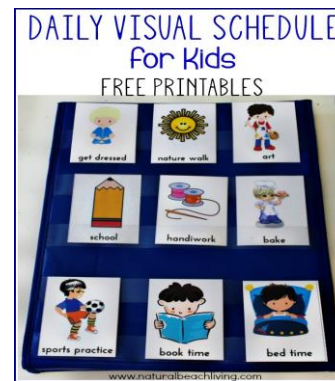 DAILY VISUAL SCHEDULE
for Kids
FREE PRINTABLES
get dressed
nature walk
art
school
handiwork
bake
sports practice
book time
bed time
www.naturalbeachliving.com